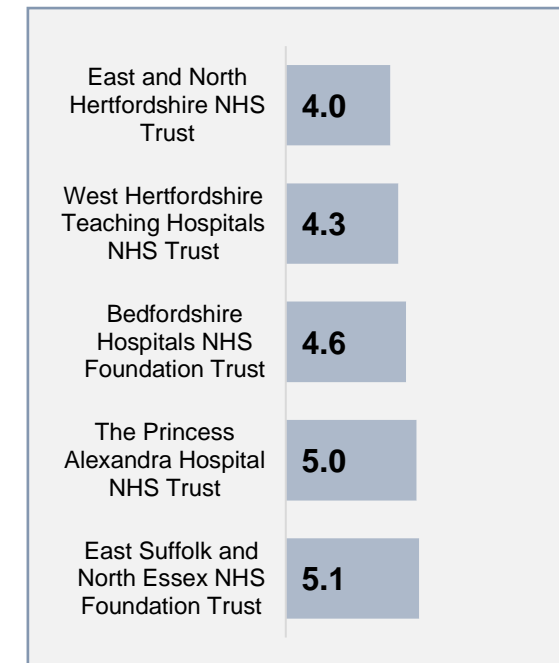 East and North
Hertfordshire NHS
Trust
4.0
West Hertfordshire
Teaching Hospitals
NHS Trust
4.3
Bedfordshire
Hospitals NHS
Foundation Trust
4.6
The Princess
Alexandra Hospital
NHS Trust
5.0
East Suffolk and
North Essex NHS
Foundation Trust
5.1